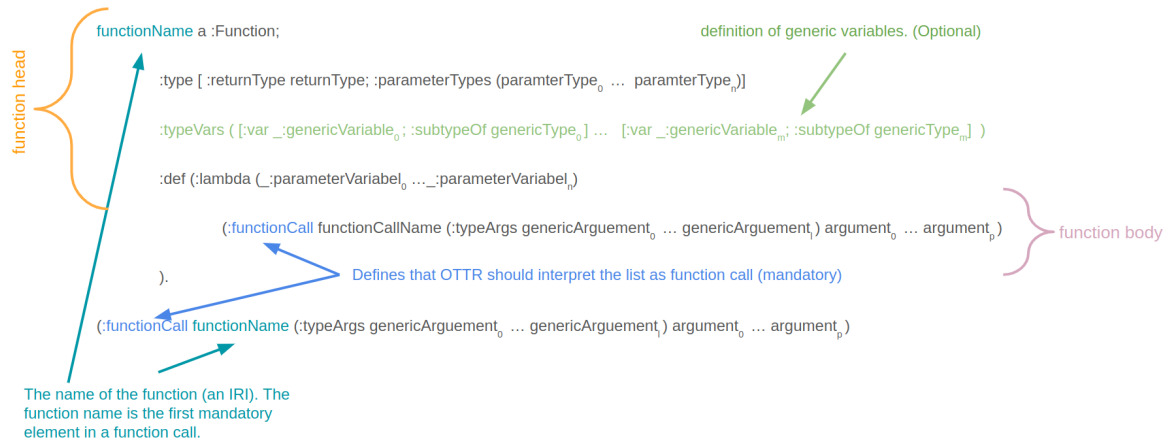 functionName a :Function;
definition of generic variables. (Optional)
function head
:type [ :returnType returnType; :parameterTypes (paramterType0 … paramterTypen)]
:typeVars ( [:var _:genericVariable0 ; :subtypeOf genericType0 ] … [:var _:genericVariablem; :subtypeOf genericTypem] )
:def (:lambda (_:parameterVariabel0 …_:parameterVariabeln)
(:functionCall functionCallName (:typeArgs genericArguement0 … genericArguementl ) argument0 … argumentp )
function body
).
Defines that OTTR should interpret the list as function call (mandatory)
(:functionCall functionName (:typeArgs genericArguement0 … genericArguementl ) argument0 … argumentp )
The name of the function (an IRI). The
function name is the first mandatory
element in a function call.